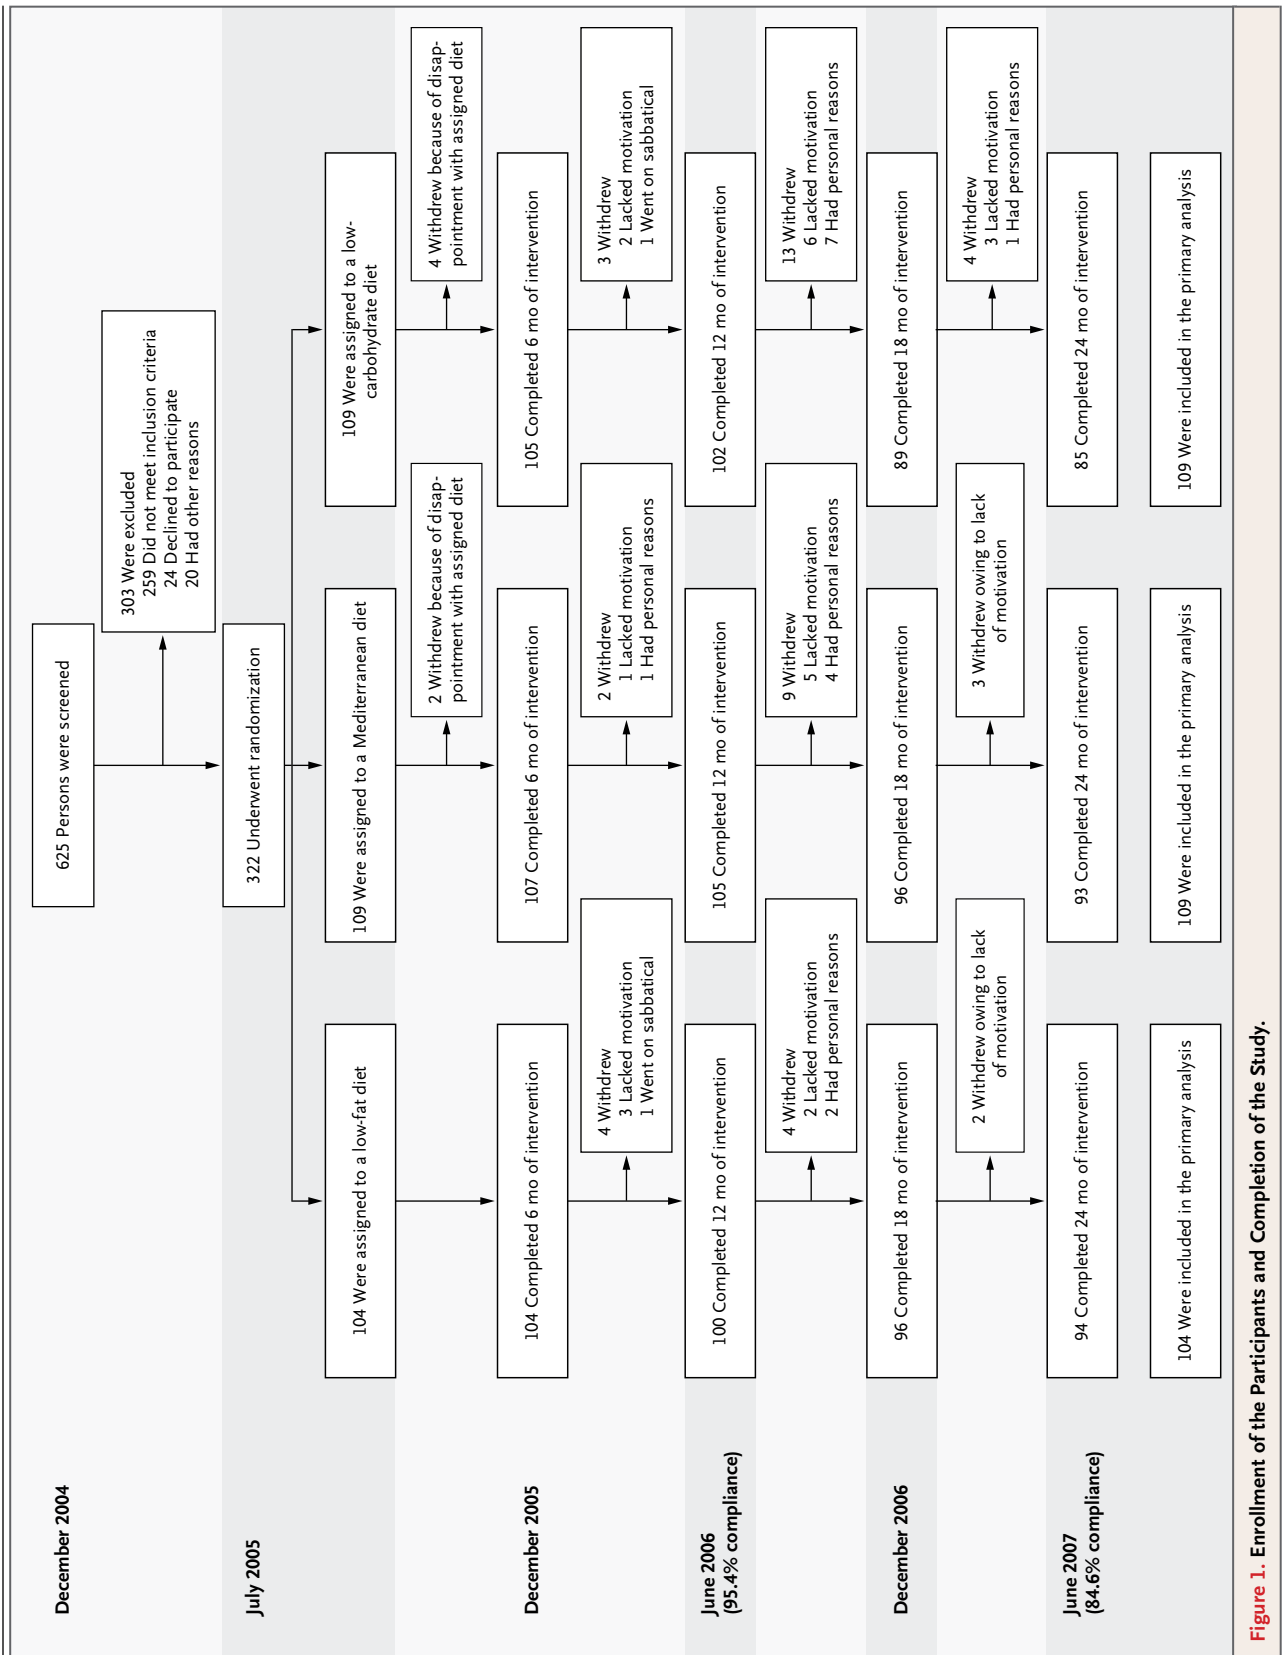 December 2004
625 Persons were screened
303 Were excluded
259 Did not meet inclusion criteria
24 Declined to participate
20 Had other reasons
July 2005
322 Underwent randomization
104 Were assigned to a low-fat diet
109 Were assigned to a Mediterranean diet
109 Were assigned to a low-
carbohydrate diet
2 Withdrew because of disap-
pointment with assigned diet
4 Withdrew because of disap-
pointment with assigned diet
December 2005
104 Completed 6 mo of intervention
107 Completed 6 mo of intervention
105 Completed 6 mo of intervention
4 Withdrew
3 Lacked motivation
1 Went on sabbatical
2 Withdrew
1 Lacked motivation
1 Had personal reasons
3 Withdrew
2 Lacked motivation
1 Went on sabbatical
June 2006
(95.4% compliance)
100 Completed 12 mo of intervention
105 Completed 12 mo of intervention
102 Completed 12 mo of intervention
4 Withdrew
2 Lacked motivation
2 Had personal reasons
9 Withdrew
5 Lacked motivation
4 Had personal reasons
13 Withdrew
6 Lacked motivation
7 Had personal reasons
December 2006
96 Completed 18 mo of intervention
96 Completed 18 mo of intervention
89 Completed 18 mo of intervention
2 Withdrew owing to lack
of motivation
3 Withdrew owing to lack
of motivation
4 Withdrew
3 Lacked motivation
1 Had personal reasons
June 2007
(84.6% compliance)
94 Completed 24 mo of intervention
93 Completed 24 mo of intervention
85 Completed 24 mo of intervention
104 Were included in the primary analysis
109 Were included in the primary analysis
109 Were included in the primary analysis
Figure 1. Enrollment of the Participants and Completion of the Study.